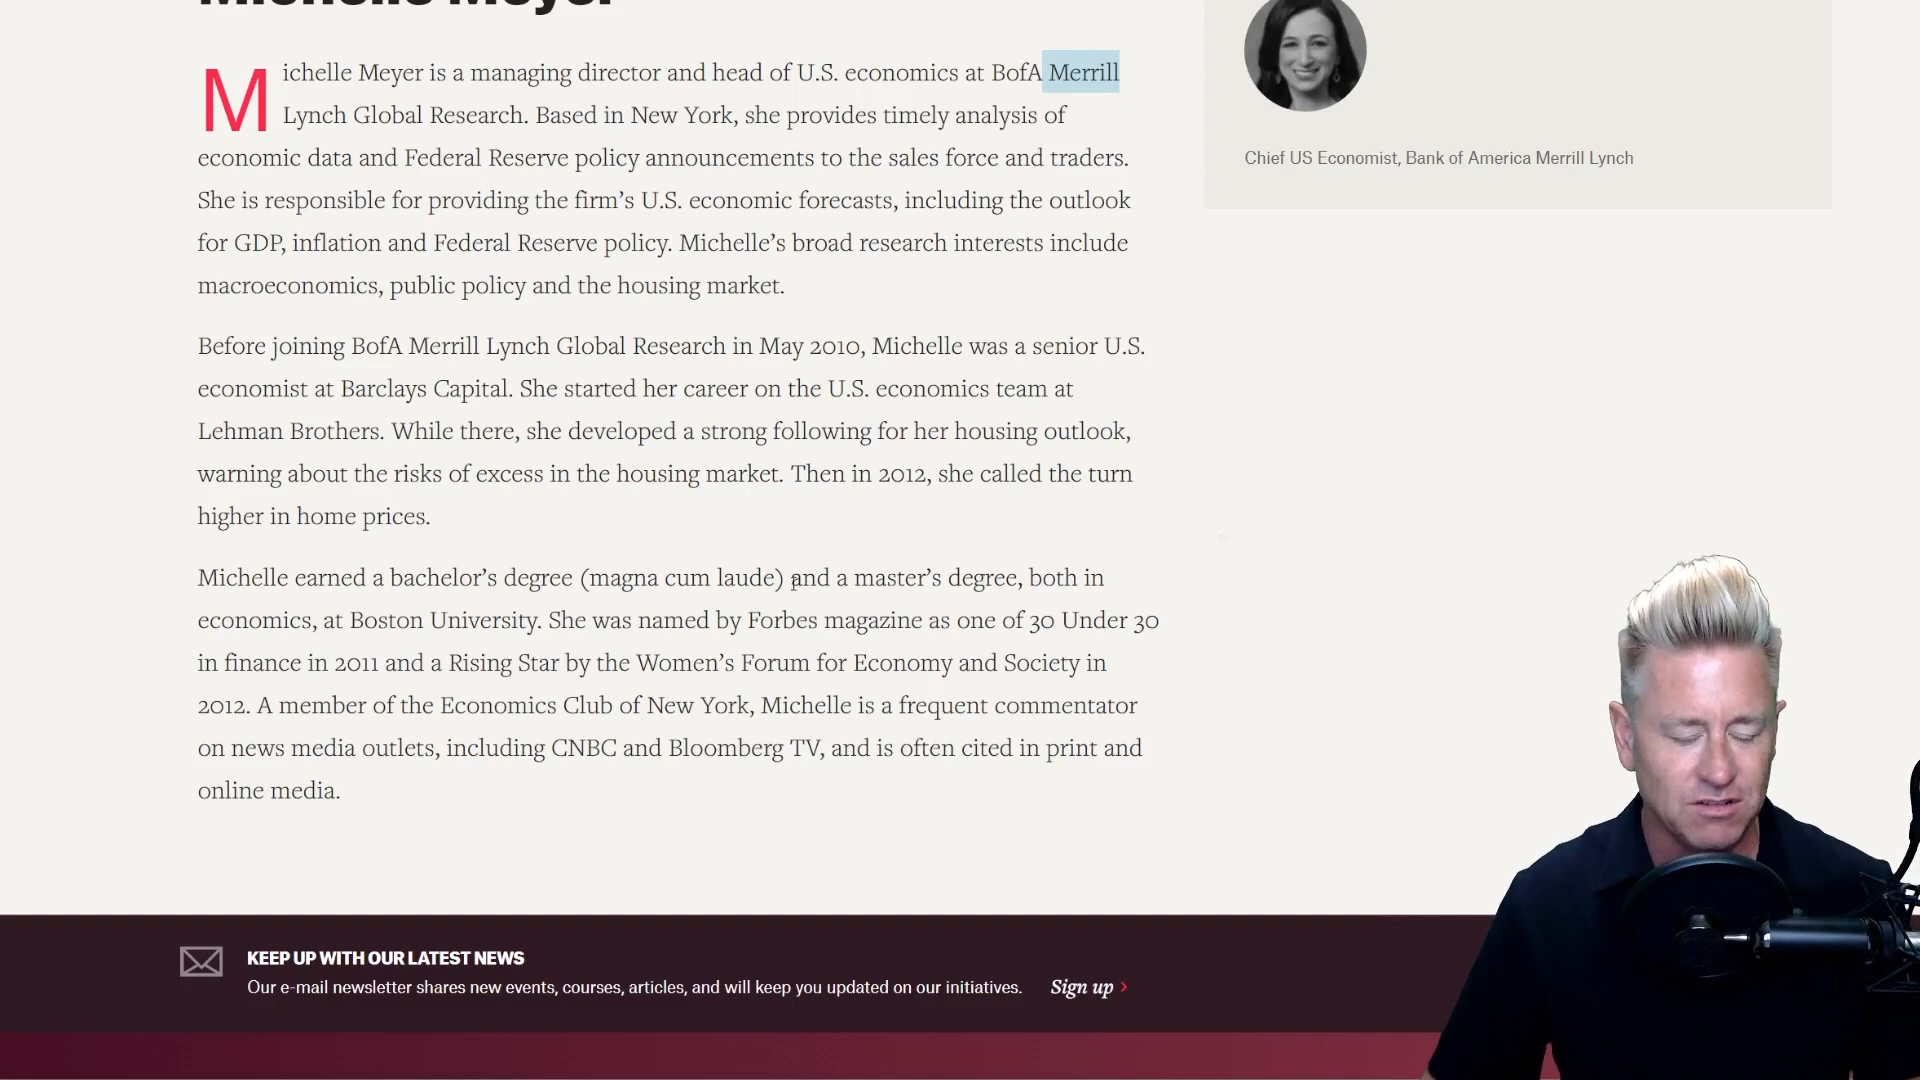 Michelle Meyer
Michelle Meyer is a managing director and head of U.S. economics at BofA Merrill
Lynch Global Research. Based in New York, she provides timely analysis of
economic data and Federal Reserve policy announcements to the sales force and traders.
She is responsible for providing the firm’s U.S. economic forecasts, including the outlook
for GDP, inflation and Federal Reserve policy. Michelle’s broad research interests include
macroeconomics, public policy and the housing market.
Before joining BofA Merrill Lynch Global Research in May 2010, Michelle was a senior U.S.
economist at Barclays Capital. She started her career on the U.S. economics team at
Lehman Brothers. While there, she developed a strong following for her housing outlook,
warning about the risks of excess in the housing market. Then in 2012, she called the turn
higher in home prices.
Michelle earned a bachelor’s degree (magna cum laude) and a master’s degree, both in
economics, at Boston University. She was named by Forbes magazine as one of 30 Under 30
in finance in 2011 and a Rising Star by the Women’s Forum for Economy and Society in
2012. A member of the Economics Club of New York, Michelle is a frequent commentator
on news media outlets, including CNBC and Bloomberg TV, and is often cited in print and
online media.
Chief US Economist, Bank of America Merrill Lynch
KEEP UP WITH OUR LATEST NEWS
Our e-mail newsletter shares new events, courses, articles, and will keep you updated on our initiatives. Sign up >